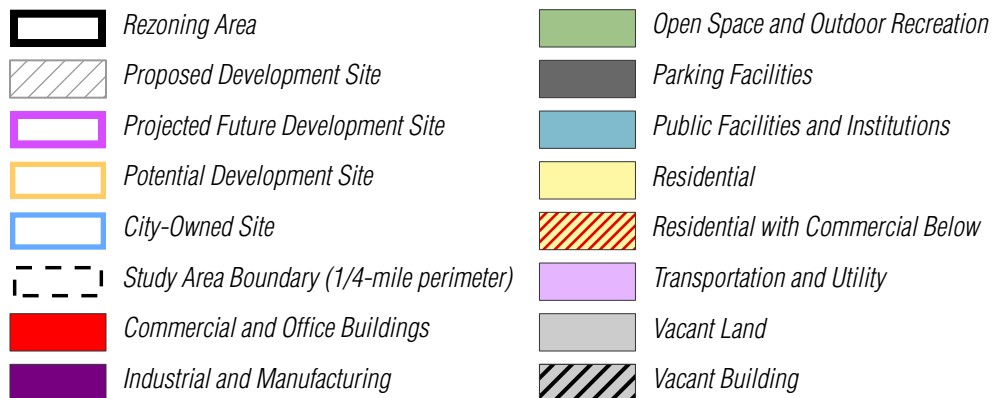 Rezoning Area
Proposed Development Site
Projected Future Development Site
Potential Development Site
City-Owned Site
Study Area Boundary (1/4-mile perimeter)
Commercial and Office Buildings
Industrial and Manufacturing
Open Space and Outdoor Recreation
Parking Facilities
Public Facilities and Institutions
Residential
Residential with Commercial Below
Transportation and Utility
Vacant Land
Vacant Building